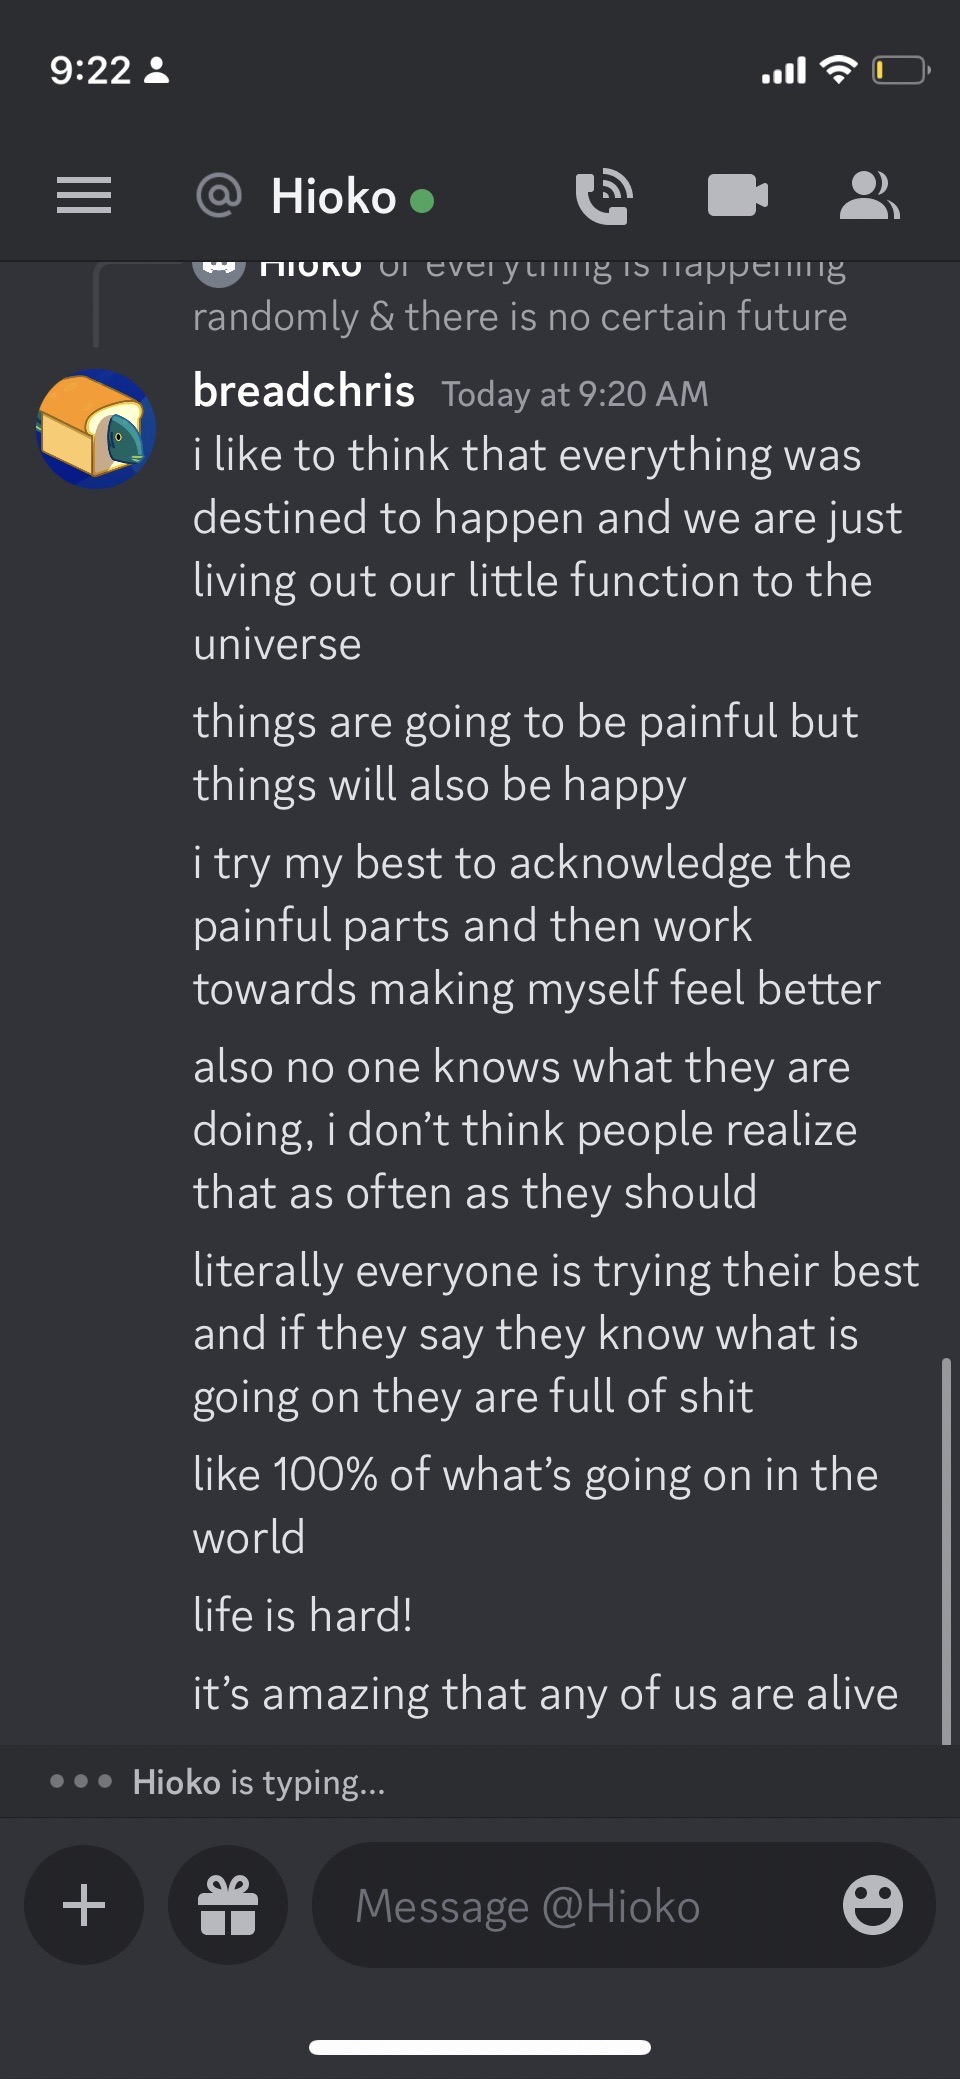 9:22
@ Hioko
Hioko or everything is happening
randomly & there is no certain future
breadchris Today at 9:20 AM
i like to think that everything was
destined to happen and we are just
living out our little function to the
universe
things are going to be painful but
things will also be happy
i try my best to acknowledge the
painful parts and then work
towards making myself feel better
also no one knows what they are
doing, i don’t think people realize
that as often as they should
literally everyone is trying their best
and if they say they know what is
going on they are full of shit
like 100% of what’s going on in the
world
life is hard!
it’s amazing that any of us are alive
Hioko is typing...
Message @Hioko